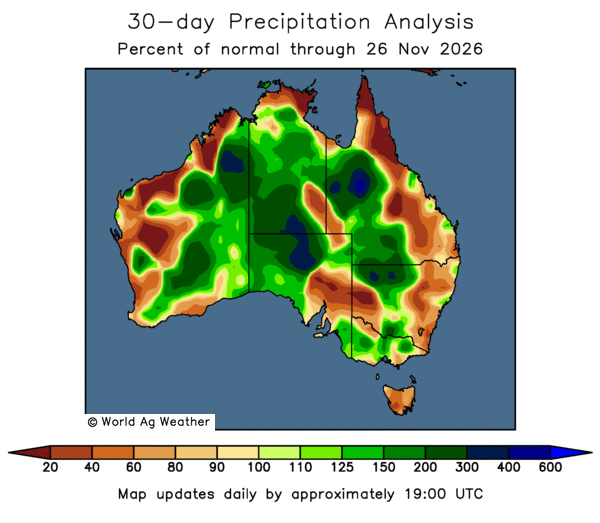 30-day Precipitation Analysis
Percent of normal through 26 Nov 2026
© World Ag Weather
20 40 60 80 90 100 110 125 150 200 300 400 600
Map updates daily by approximately 19:00 UTC